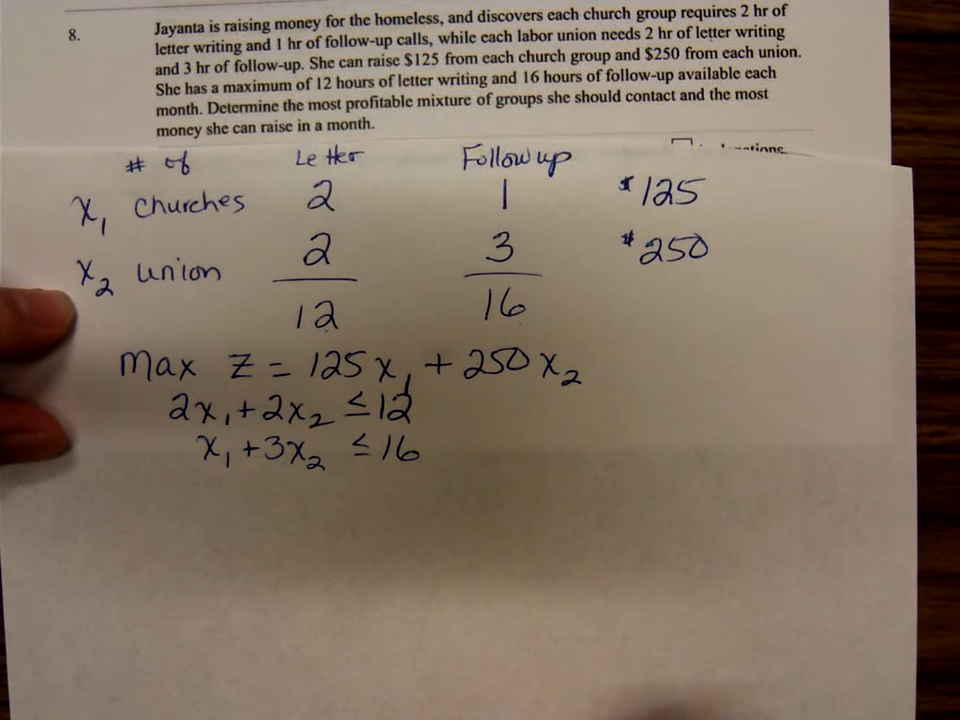 8. Jayanta is raising money for the homeless, and discovers each church group requires 2 hr of
letter writing and 1 hr of follow-up calls, while each labor union needs 2 hr of letter writing
and 3 hr of follow-up. She can raise $125 from each church group and $250 from each union.
She has a maximum of 12 hours of letter writing and 16 hours of follow-up available each
month. Determine the most profitable mixture of groups she should contact and the most
money she can raise in a month.
# of Letter Follow up
x₁ churches 2 1 $125
x₂ union 2 3 $250
12 16
Max Z = 125x₁ + 250x₂
2x₁ + 2x₂ ≤ 12
x₁ + 3x₂ ≤ 16